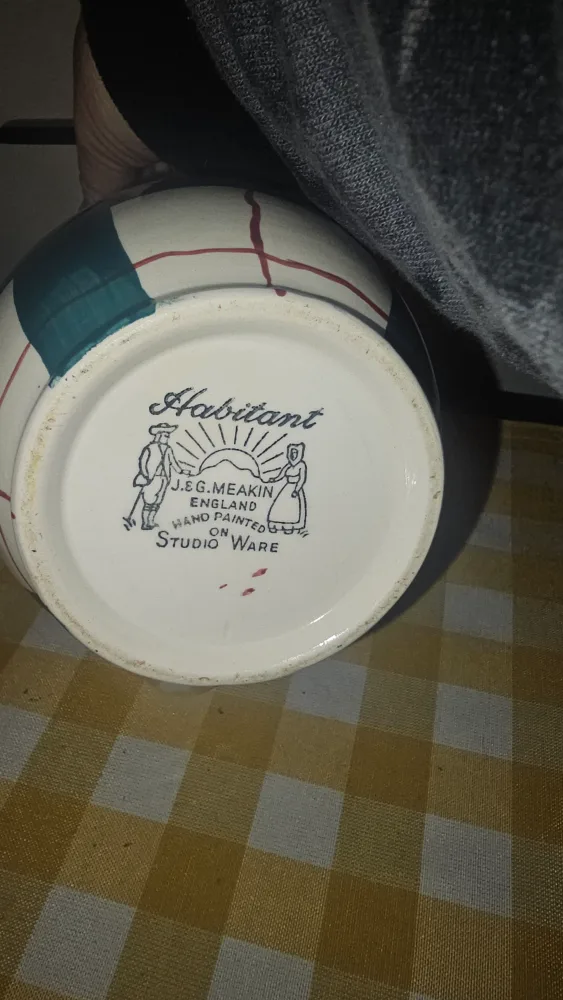 Habitant
J.&G.MEAKIN
ENGLAND
HAND PAINTED
ON
STUDIO WARE